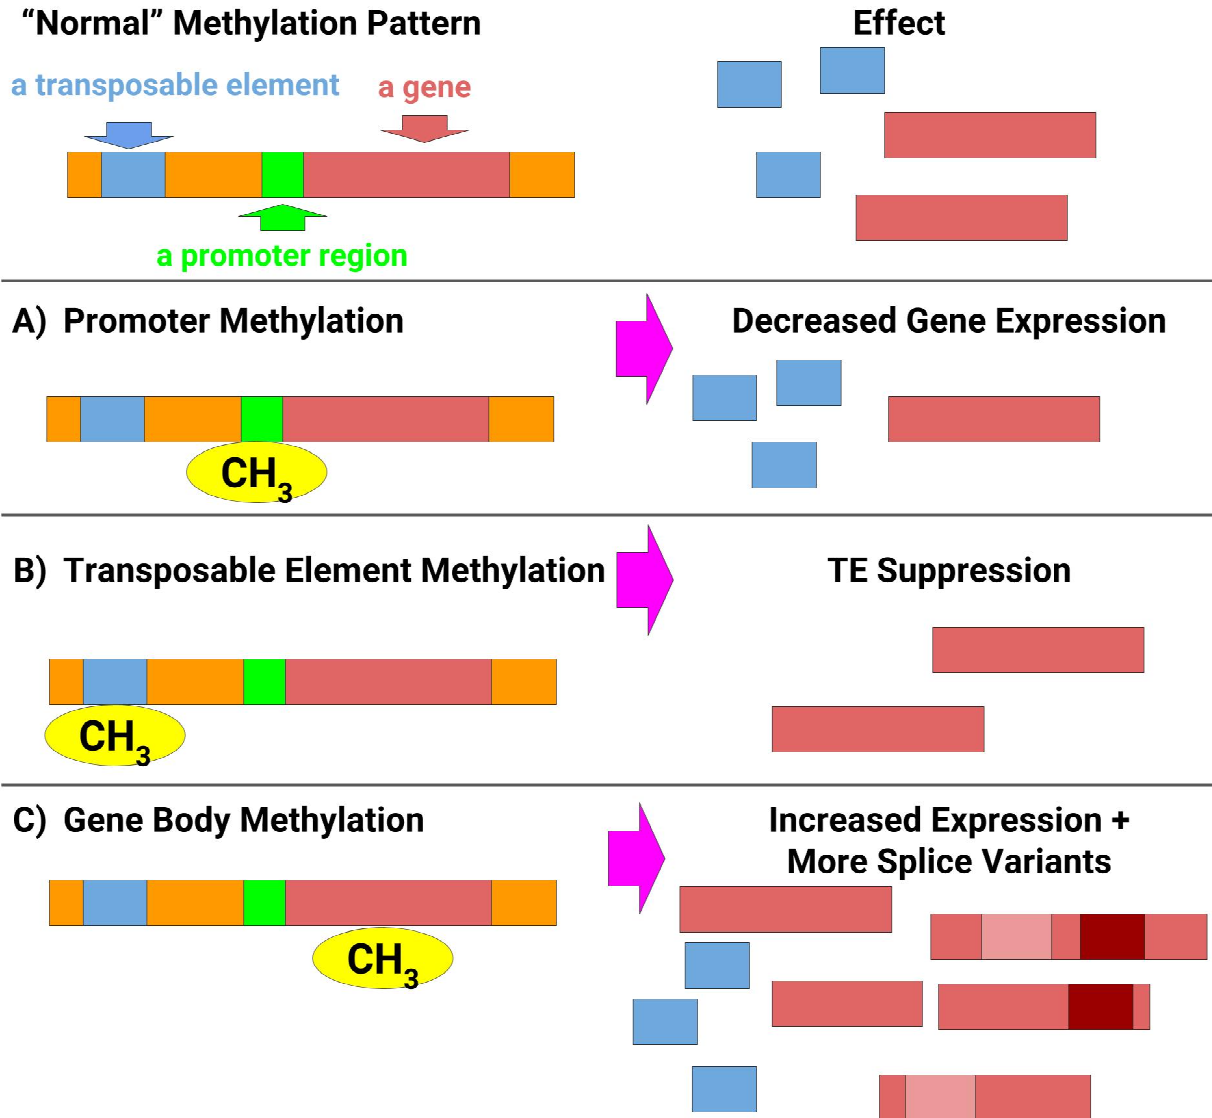 “Normal” Methylation Pattern
Effect
a transposable element
a gene
a promoter region
A) Promoter Methylation
Decreased Gene Expression
CH3
B) Transposable Element Methylation
TE Suppression
CH3
C) Gene Body Methylation
Increased Expression +
More Splice Variants
CH3